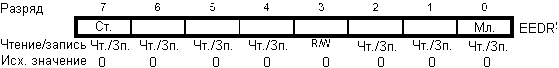 Разряд 7 6 5 4 3 2 1 0
Ст. Мл. EEDR
Чтение/запись Чт./Зп. Чт./Зп. Чт./Зп. Чт./Зп. R/W Чт./Зп. Чт./Зп. Чт./Зп.
Исх. значение 0 0 0 0 0 0 0 0